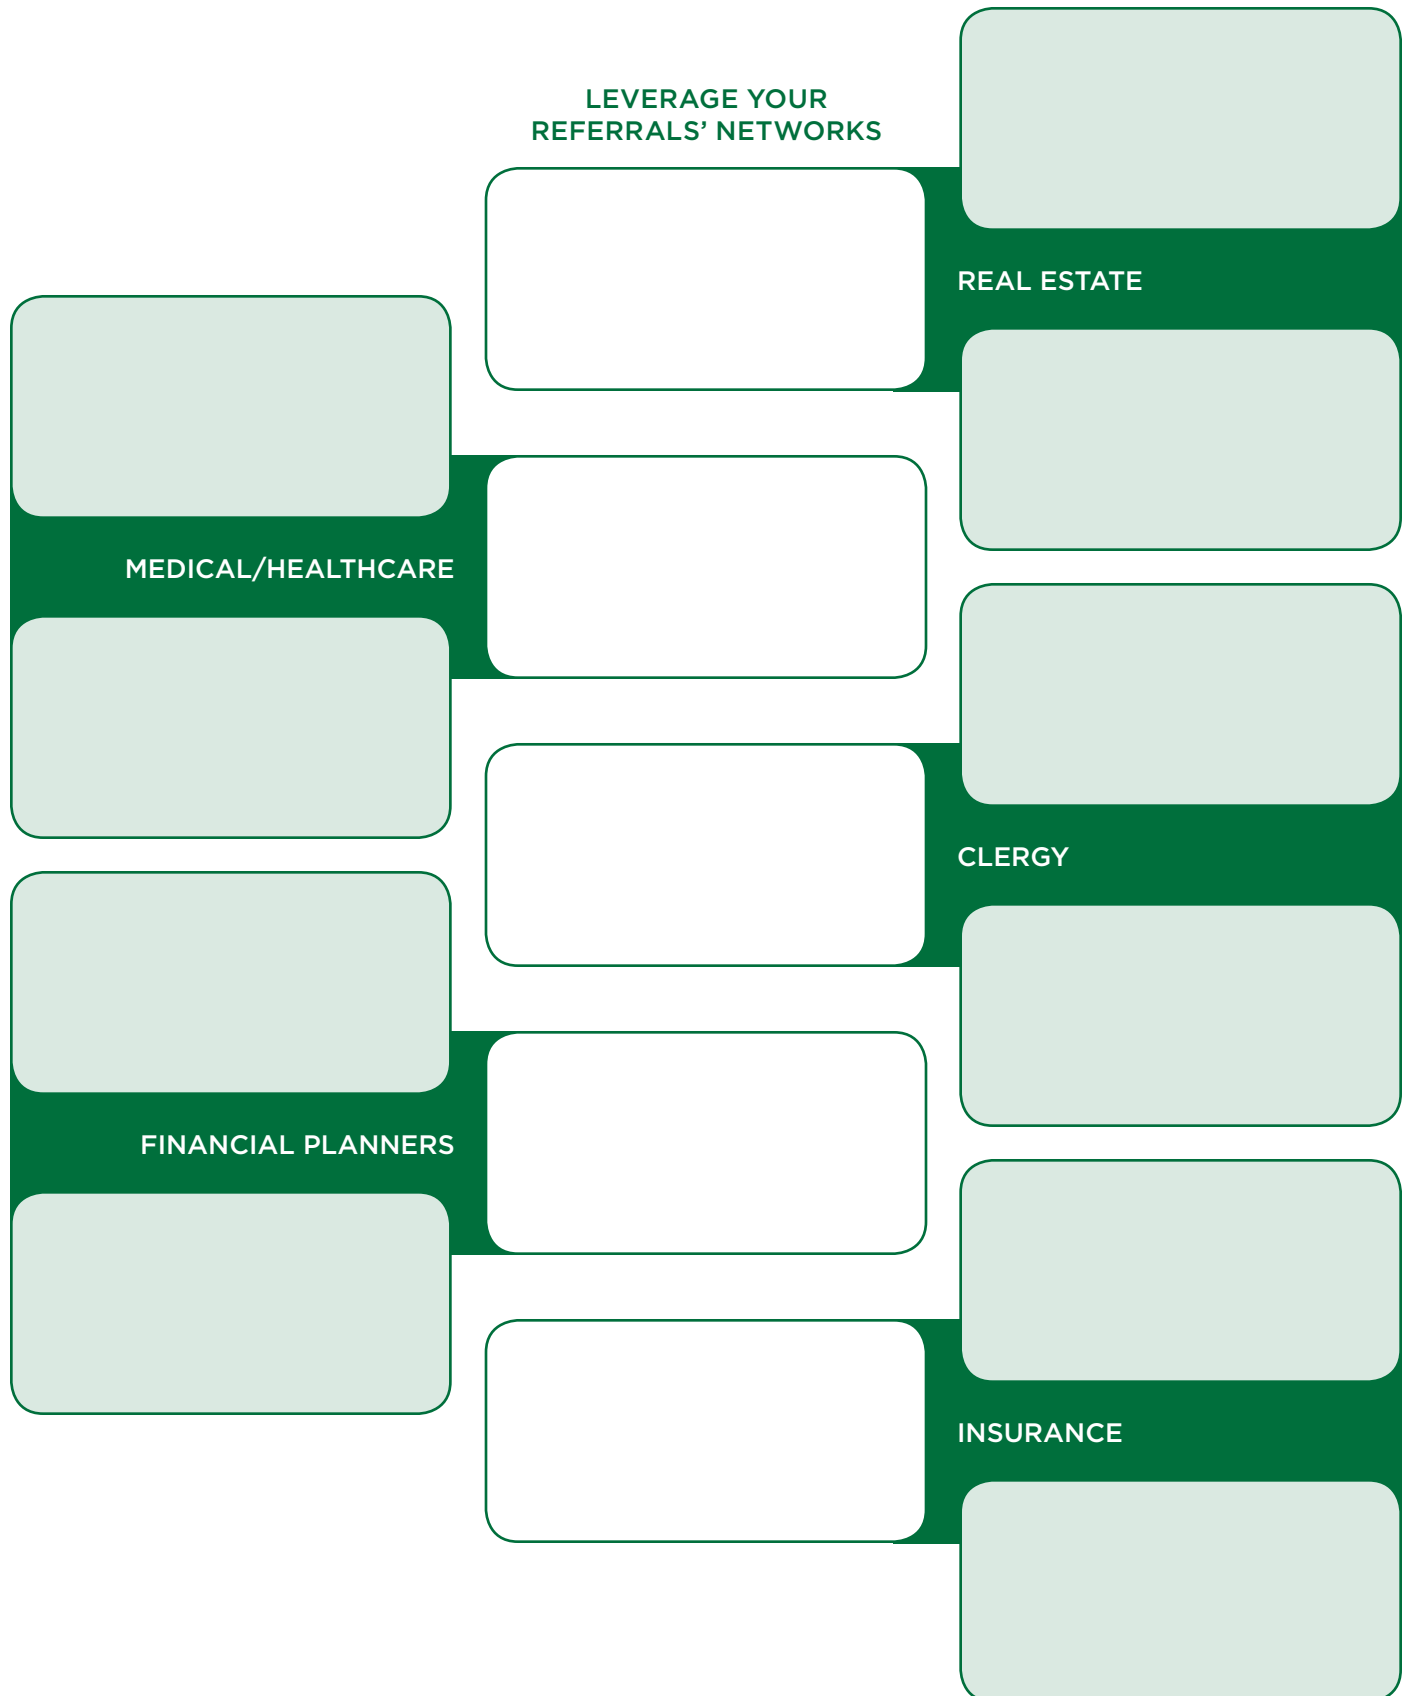 LEVERAGE YOUR
REFERRALS’ NETWORKS
REAL ESTATE
MEDICAL/HEALTHCARE
CLERGY
FINANCIAL PLANNERS
INSURANCE